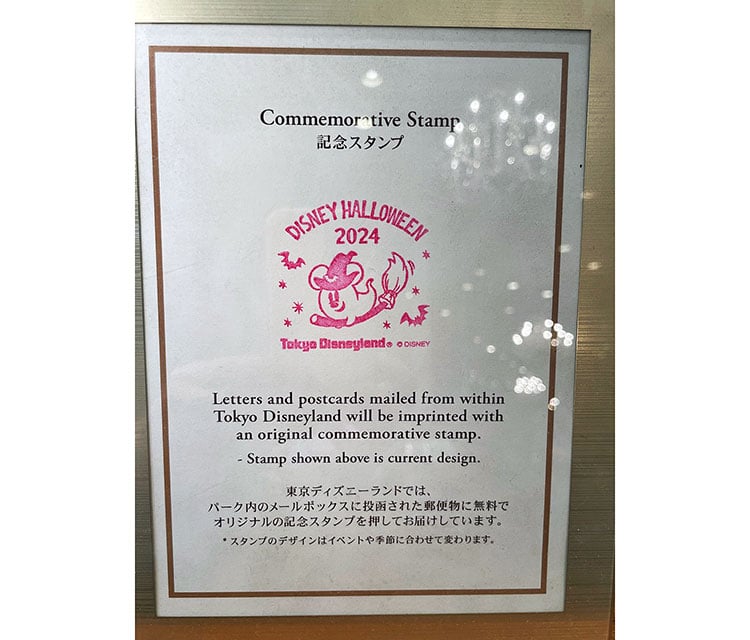 Commemorative Stamp
記念スタンプ
DISNEY HALLOWEEN
2024
Tokyo Disneyland® © DISNEY
Letters and postcards mailed from within
Tokyo Disneyland will be imprinted with
an original commemorative stamp.
- Stamp shown above is current design.
東京ディズニーランドでは、
パーク内のメールボックスに投函された郵便物に無料で
オリジナルの記念スタンプを押してお届けしています。
* スタンプのデザインはイベントや季節に合わせて変わります。